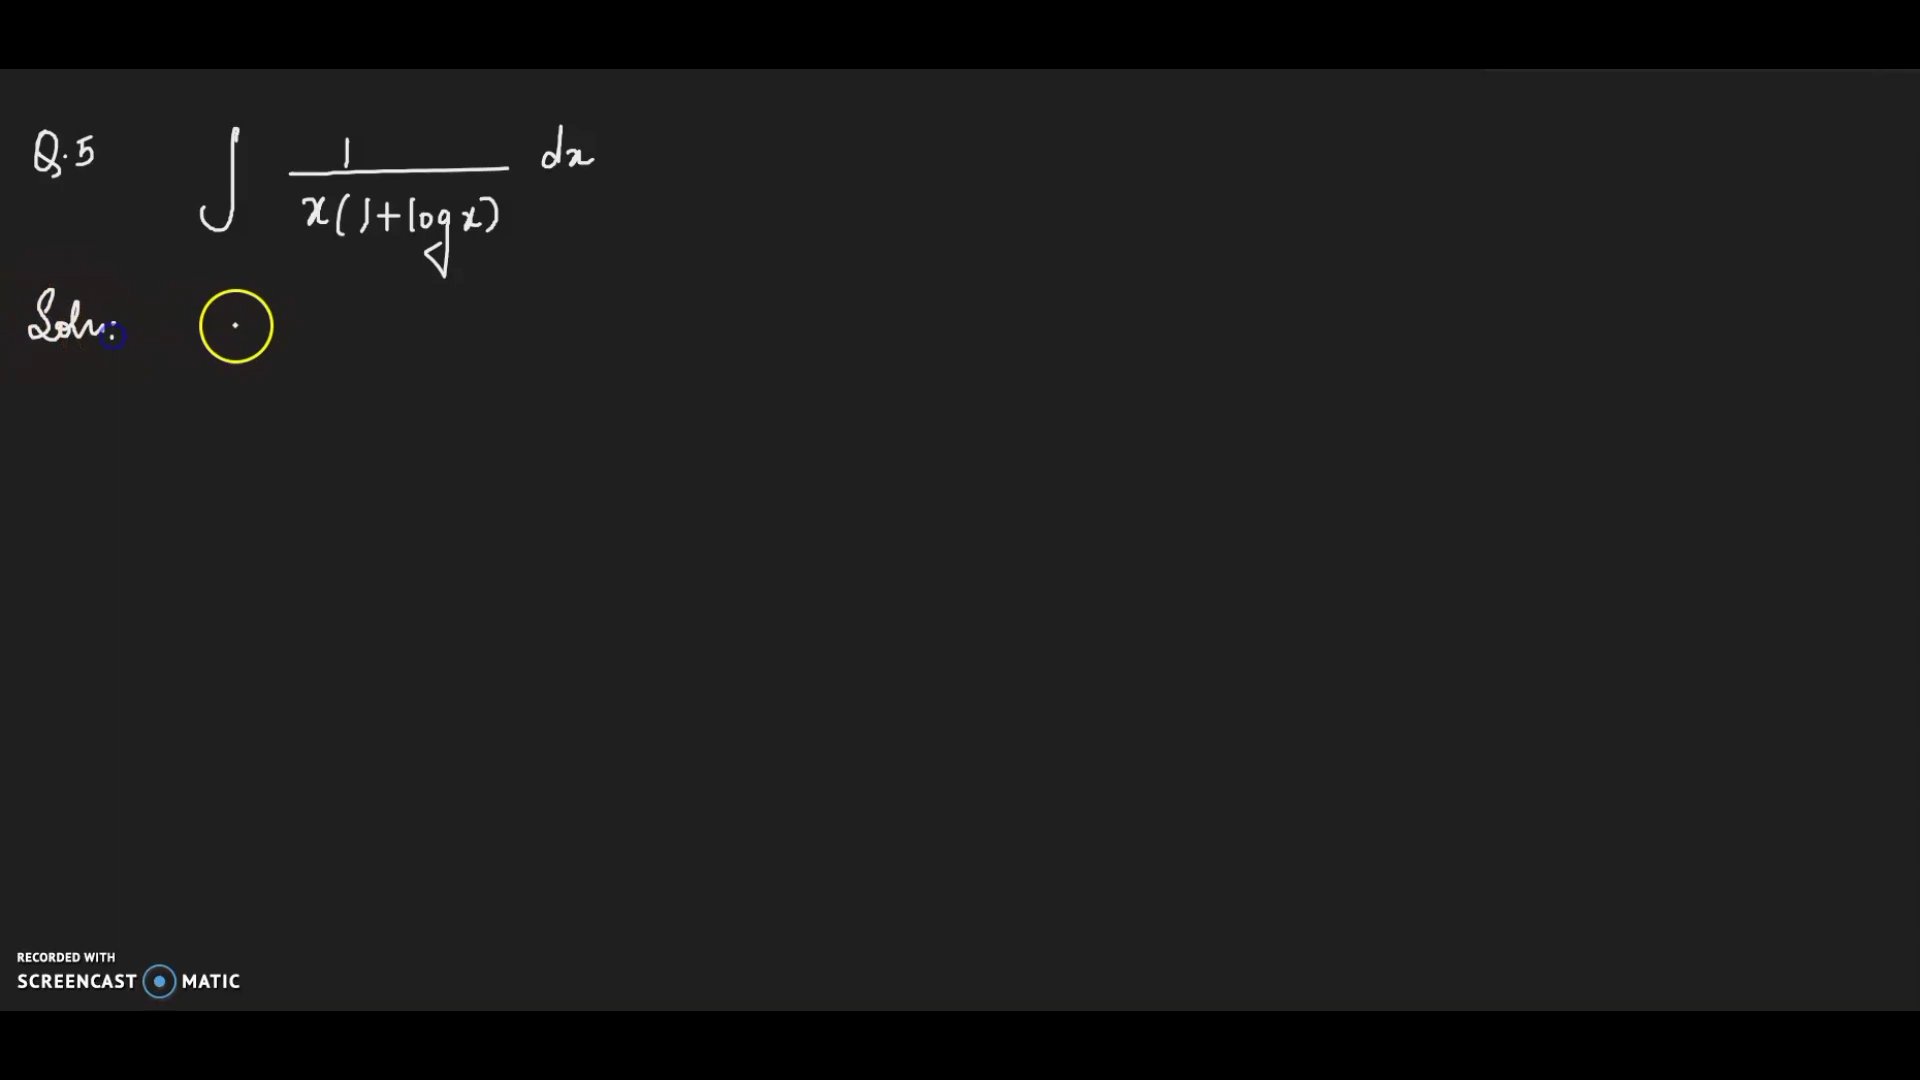 Q.5 ∫ 1/x(1+log x) dx
Soln:
RECORDED WITH
SCREENCAST MATIC